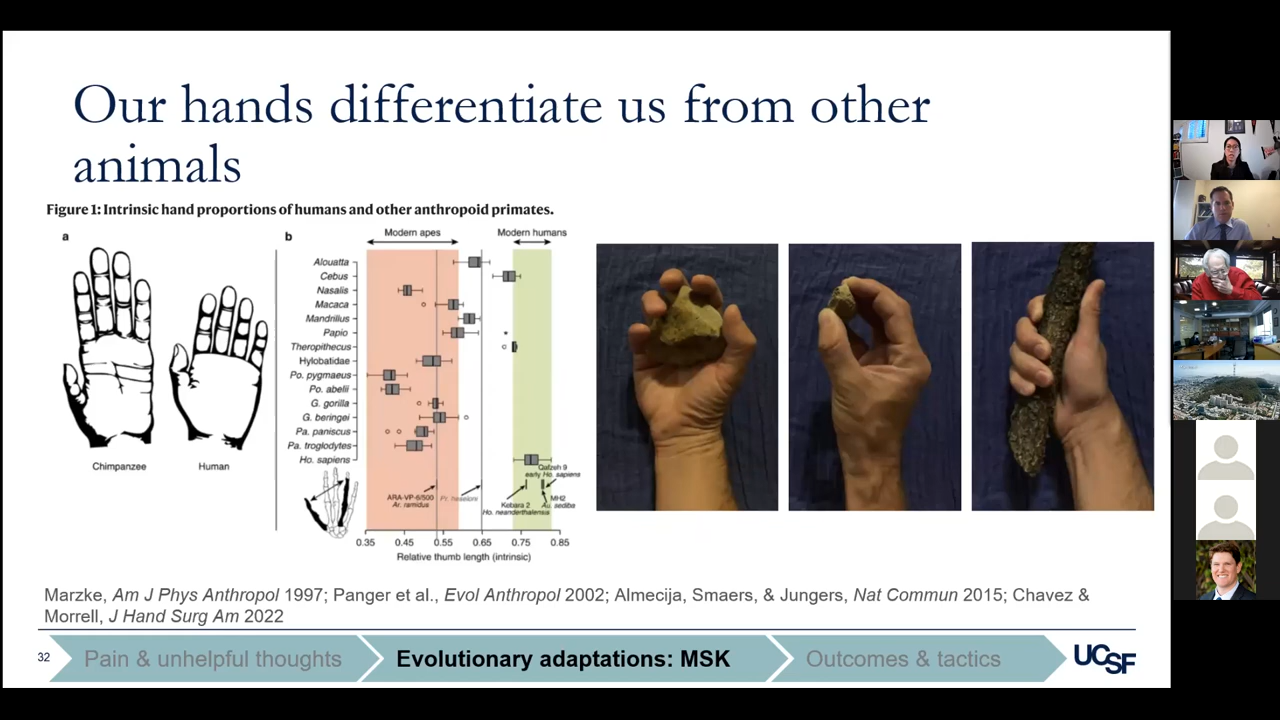 Our hands differentiate us from other
animals
Figure 1: Intrinsic hand proportions of humans and other anthropoid primates.
a
b
Modern apes
Modern humans
Alouatta
Cebus
Nasalis
Macaca
Mandrillus
Papio
Theropithecus
Hylobatidae
Po. pygmaeus
Po. abelii
G. gorilla
G. beringei
Pa. paniscus
Pa. troglodytes
Ho. sapiens
Chimpanzee
Human
Qafzeh 9
early Ho. sapiens
ARA-VP-6/500
Ar. ramidus
Pr. heseloni
Kebara 2
Ho. neanderthalensis
MH2
Au. sediba
0.35 0.45 0.55 0.65 0.75 0.85
Relative thumb length (intrinsic)
Marzke, Am J Phys Anthropol 1997; Panger et al., Evol Anthropol 2002; Almecija, Smaers, & Jungers, Nat Commun 2015; Chavez &
Morrell, J Hand Surg Am 2022
32
Pain & unhelpful thoughts
Evolutionary adaptations: MSK
Outcomes & tactics
UCSF